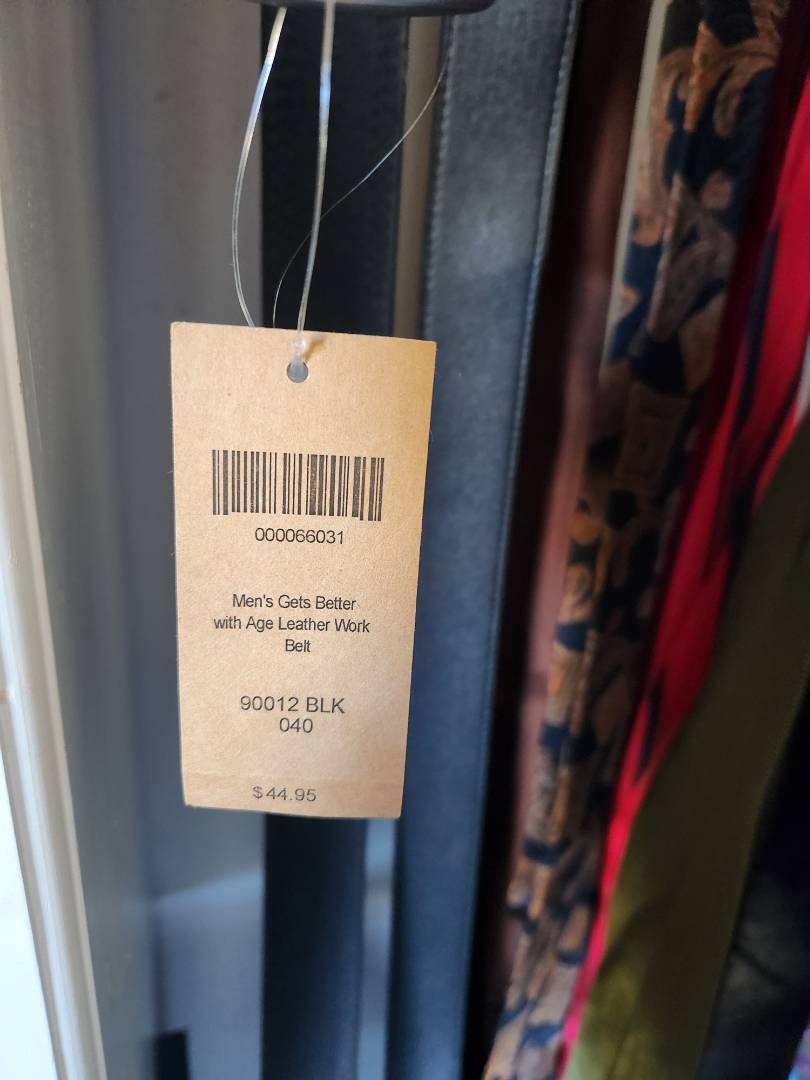 000066031
Men's Gets Better
with Age Leather Work
Belt
90012 BLK
040
$44.95